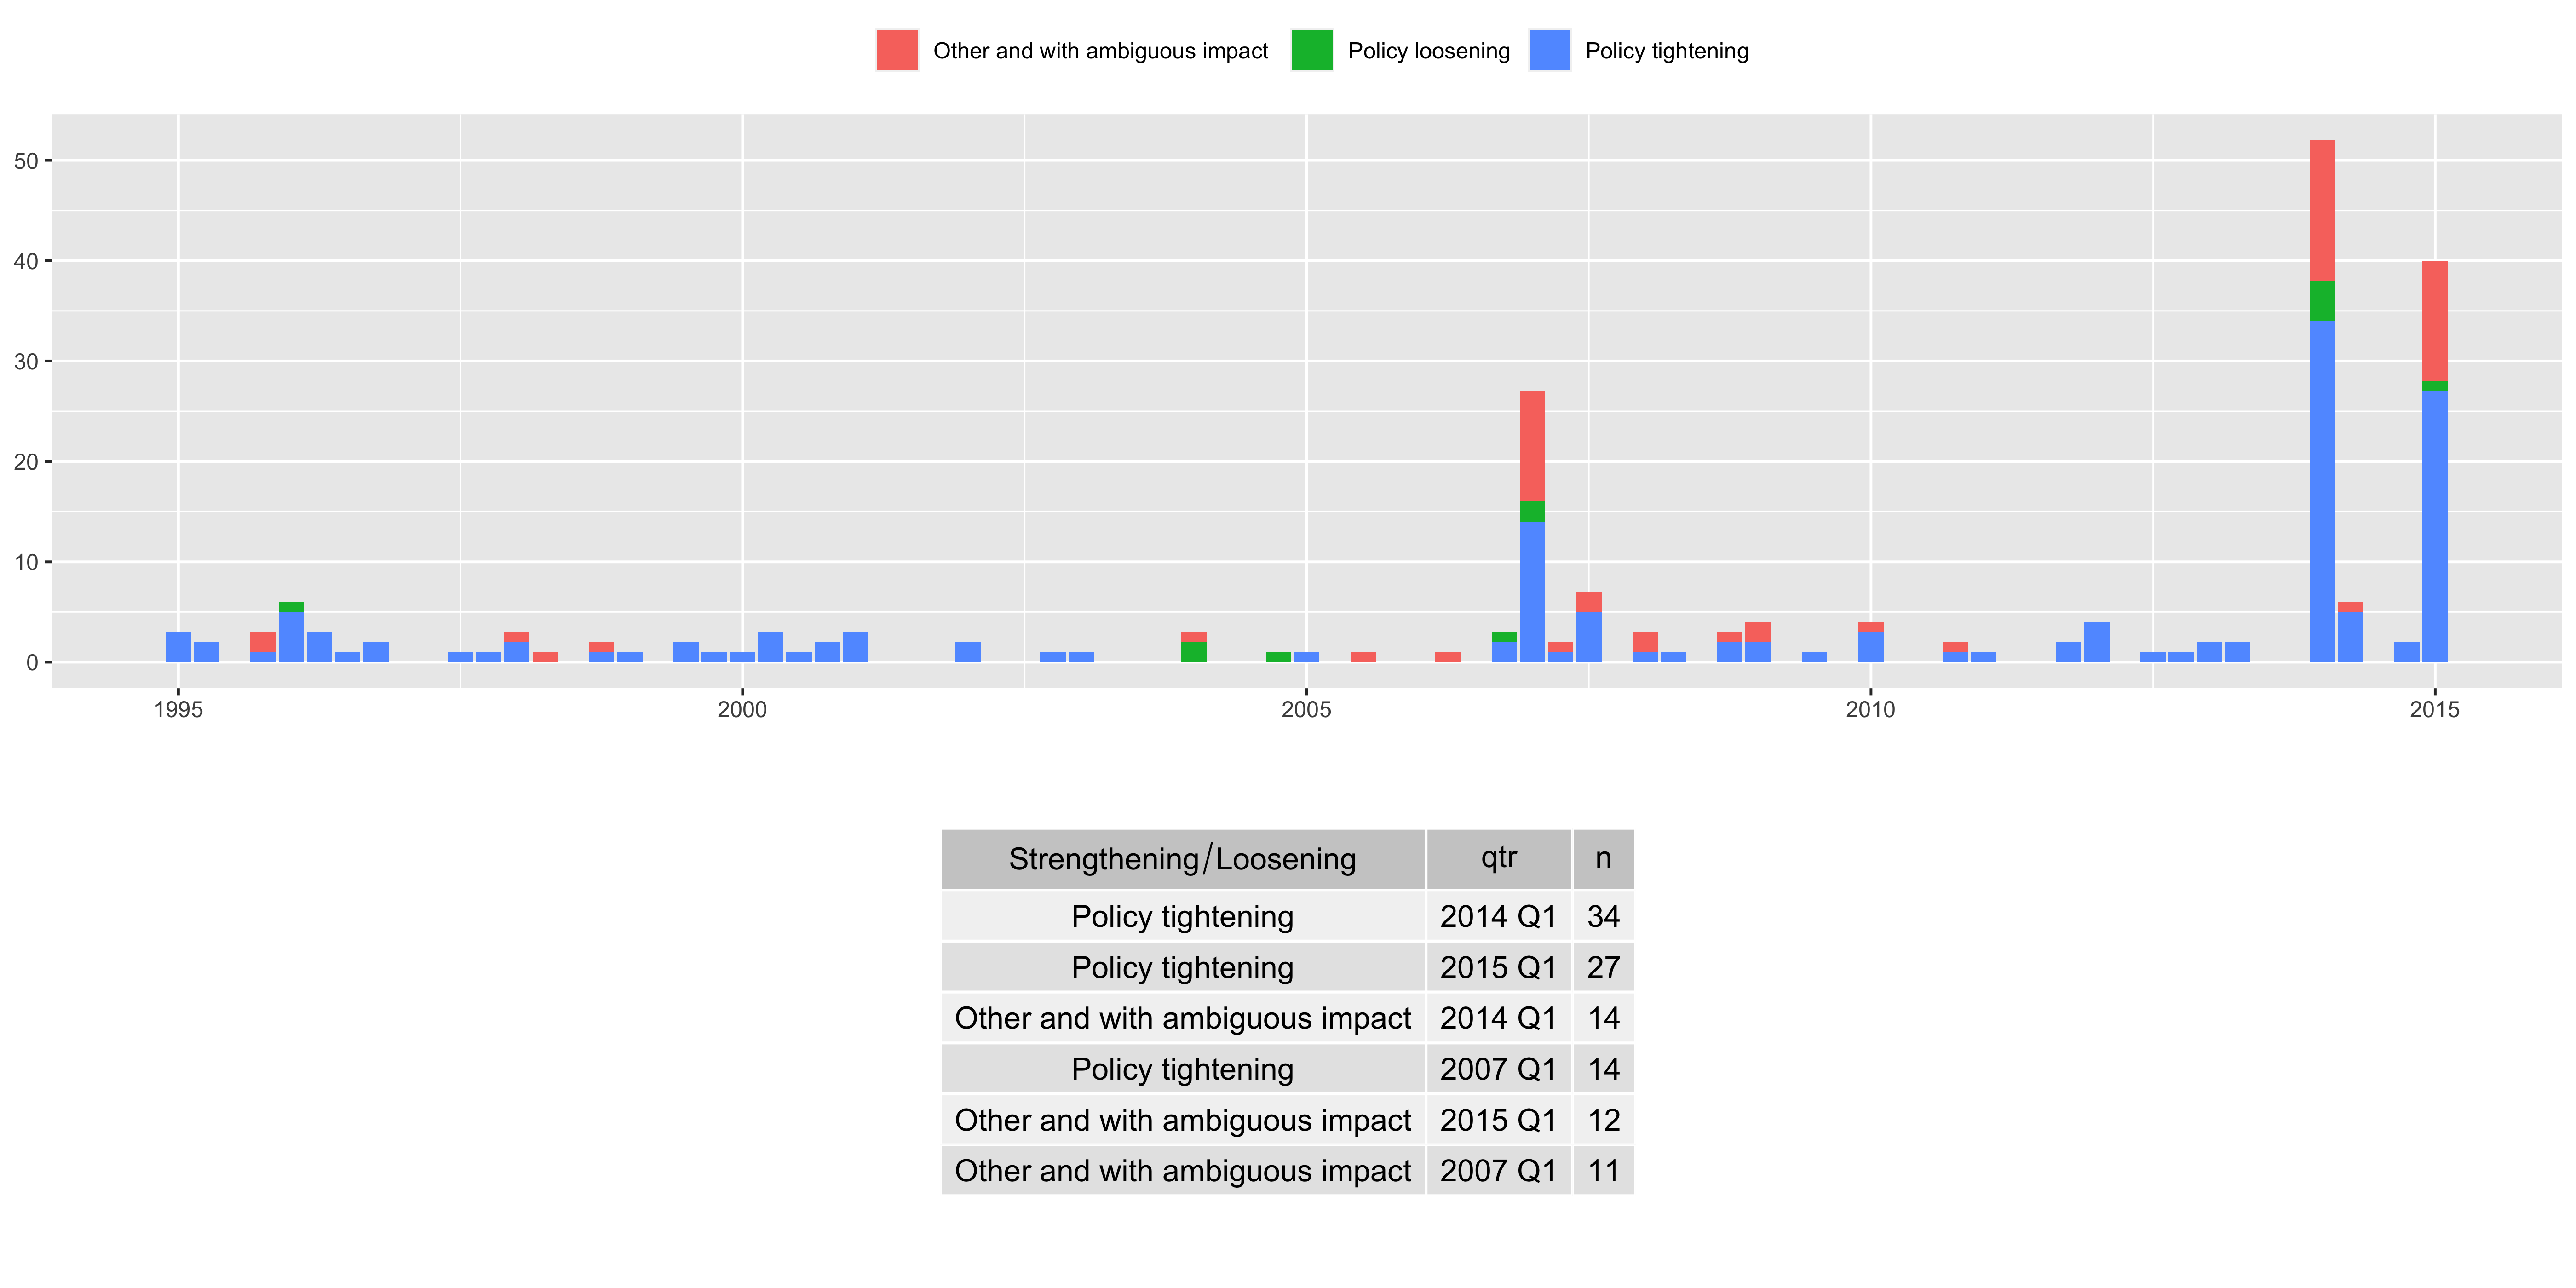 Other and with ambiguous impact Policy loosening Policy tightening
50
40
30
20
10
0
1995 2000 2005 2010 2015
Strengthening/Loosening qtr n
Policy tightening 2014 Q1 34
Policy tightening 2015 Q1 27
Other and with ambiguous impact 2014 Q1 14
Policy tightening 2007 Q1 14
Other and with ambiguous impact 2015 Q1 12
Other and with ambiguous impact 2007 Q1 11